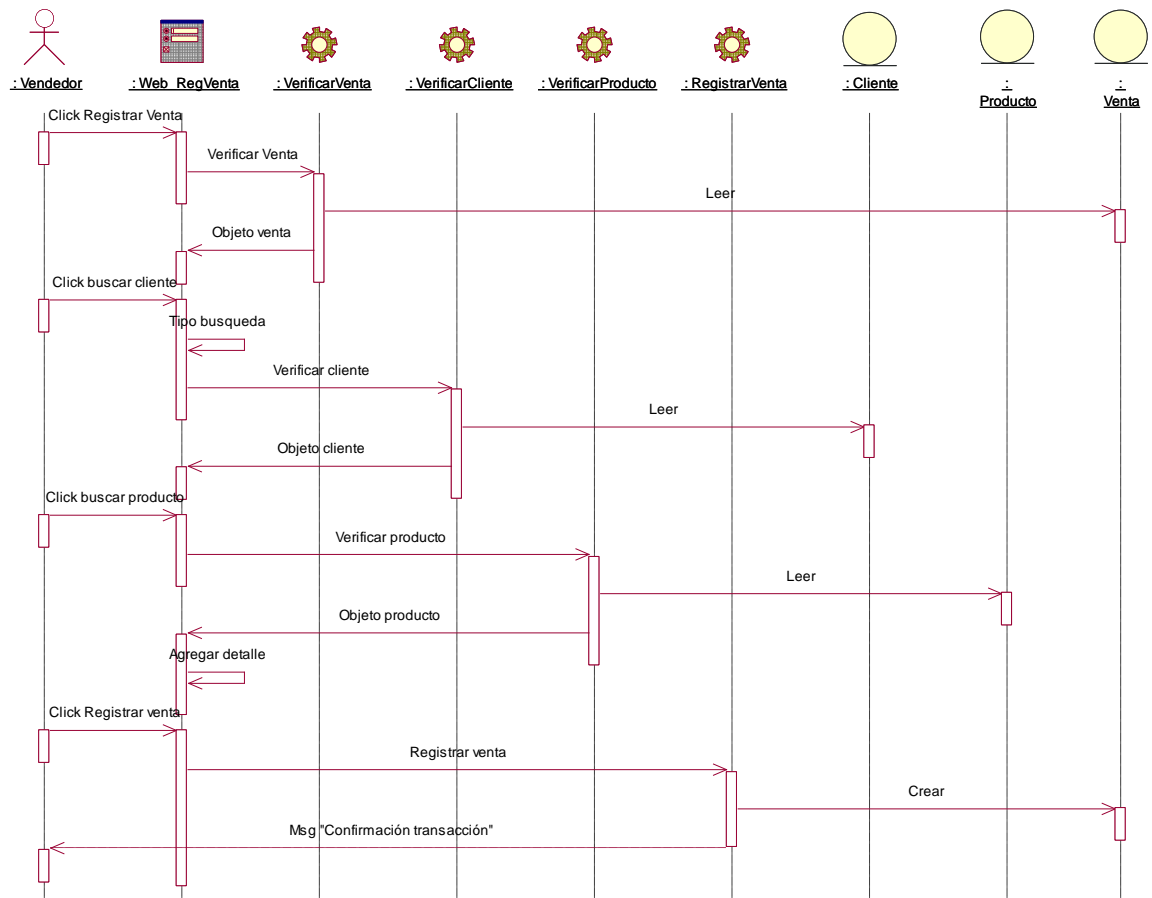 : Vendedor
: Web_RegVenta
: VerificarVenta
: VerificarCliente
: VerificarProducto
: RegistrarVenta
: Cliente
:
Producto
:
Venta
Click Registrar Venta
Verificar Venta
Leer
Objeto venta
Click buscar cliente
Tipo busqueda
Verificar cliente
Leer
Objeto cliente
Click buscar producto
Verificar producto
Leer
Objeto producto
Agregar detalle
Click Registrar venta
Registrar venta
Crear
Msg "Confirmación transacción"